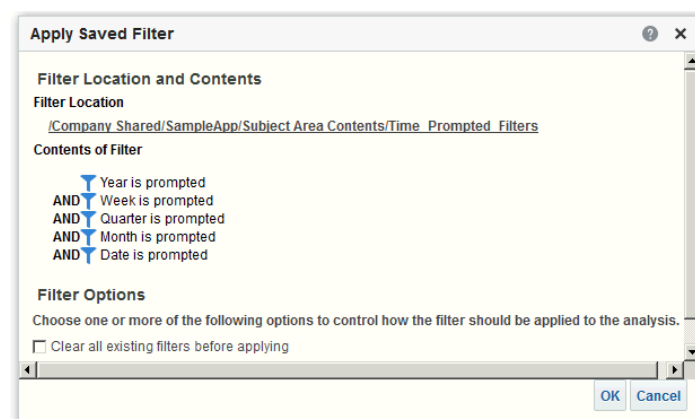 Apply Saved Filter
Filter Location and Contents
Filter Location
/Company Shared/SampleApp/Subject Area Contents/Time_Prompted_Filters
Contents of Filter
Year is prompted
AND Week is prompted
AND Quarter is prompted
AND Month is prompted
AND Date is prompted
Filter Options
Choose one or more of the following options to control how the filter should be applied to the analysis.
Clear all existing filters before applying
OK Cancel